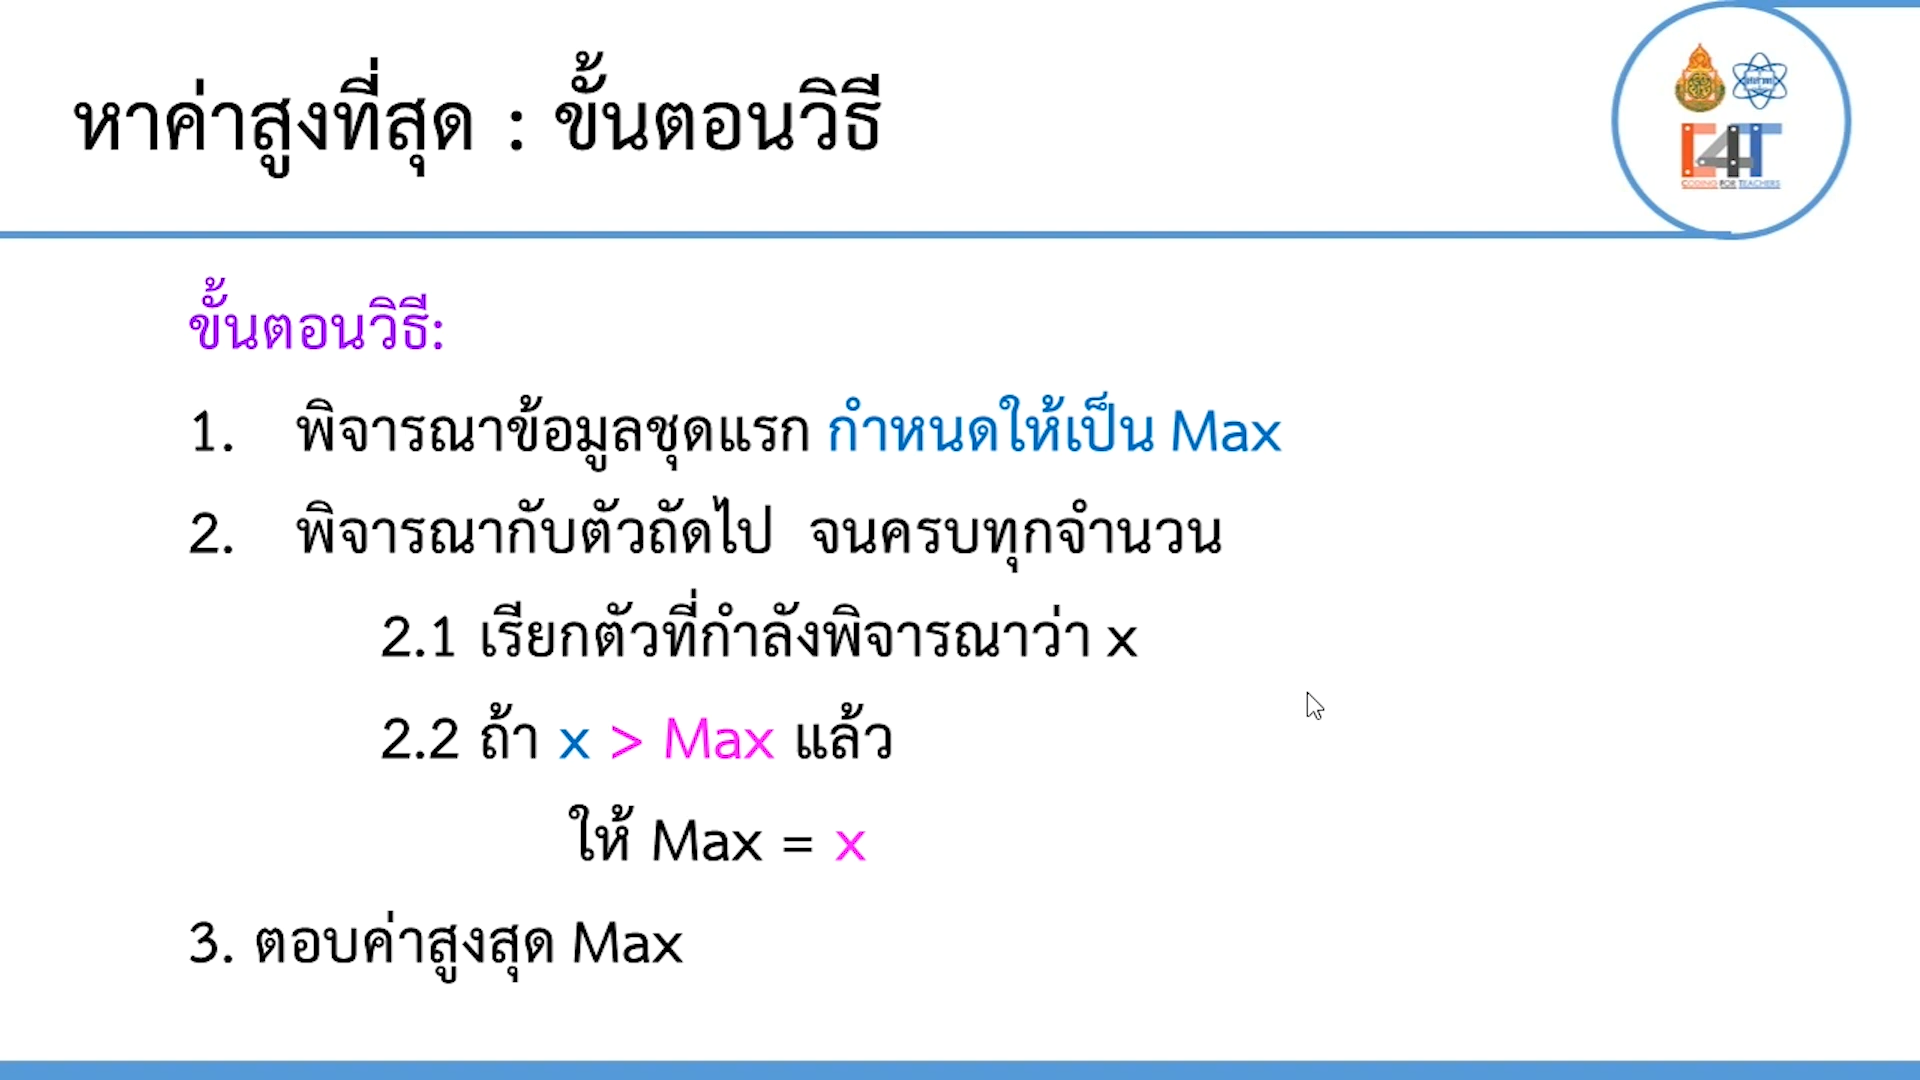 หาค่าสูงที่สุด : ขั้นตอนวิธี
C4T
CODING FOR TEACHERS
ขั้นตอนวิธี:
1. พิจารณาข้อมูลชุดแรก กำหนดให้เป็น Max
2. พิจารณากับตัวถัดไป จนครบทุกจำนวน
2.1 เรียกตัวที่กำลังพิจารณาว่า x
2.2 ถ้า x > Max แล้ว
ให้ Max = x
3. ตอบค่าสูงสุด Max